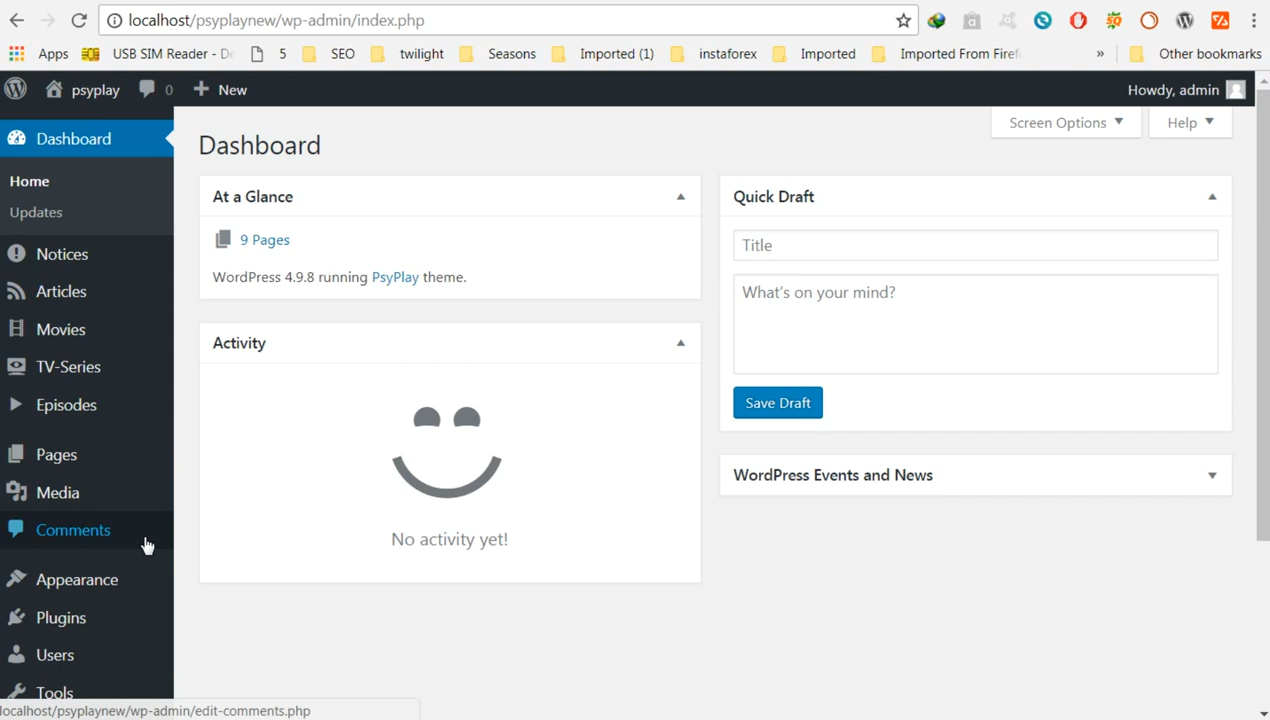 localhost/psyplaynew/wp-admin/index.php
Apps USB SIM Reader - De 5 SEO twilight Seasons Imported (1) instaforex Imported Imported From Firef » Other bookmarks
psyplay 0 + New Howdy, admin
Screen Options Help
Dashboard
Home
Updates
Notices
Articles
Movies
TV-Series
Episodes
Pages
Media
Comments
Appearance
Plugins
Users
Tools
Dashboard
At a Glance
9 Pages
WordPress 4.9.8 running PsyPlay theme.
Activity
No activity yet!
Quick Draft
Title
What's on your mind?
Save Draft
WordPress Events and News
localhost/psyplaynew/wp-admin/edit-comments.php